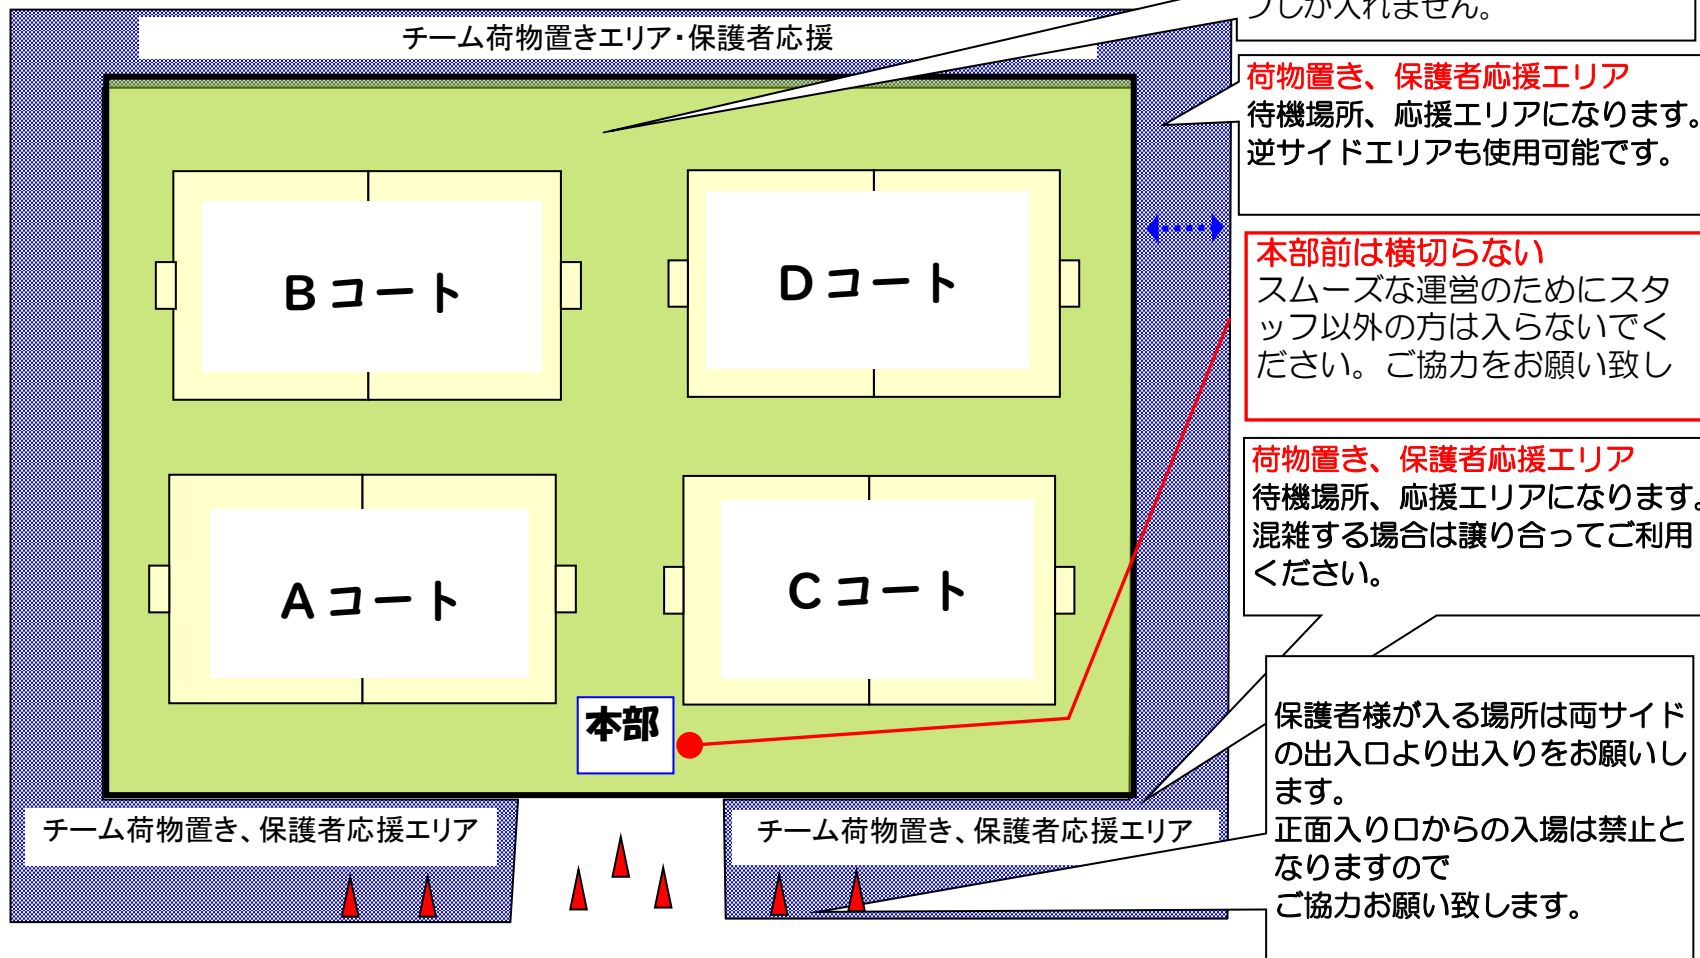 フしか入れません。
チーム荷物置きエリア・保護者応援
荷物置き、保護者応援エリア
待機場所、応援エリアになります。
逆サイドエリアも使用可能です。
本部前は横切らない
スムーズな運営のためにスタ
ッフ以外の方は入らないでく
ださい。ご協力をお願い致し
Bコート
Dコート
荷物置き、保護者応援エリア
待機場所、応援エリアになります。
混雑する場合は譲り合ってご利用
ください。
Aコート
Cコート
本部
保護者様が入る場所は両サイド
の出入口より出入りをお願いし
ます。
正面入り口からの入場は禁止と
なりますので
ご協力お願い致します。
チーム荷物置き、保護者応援エリア
チーム荷物置き、保護者応援エリア